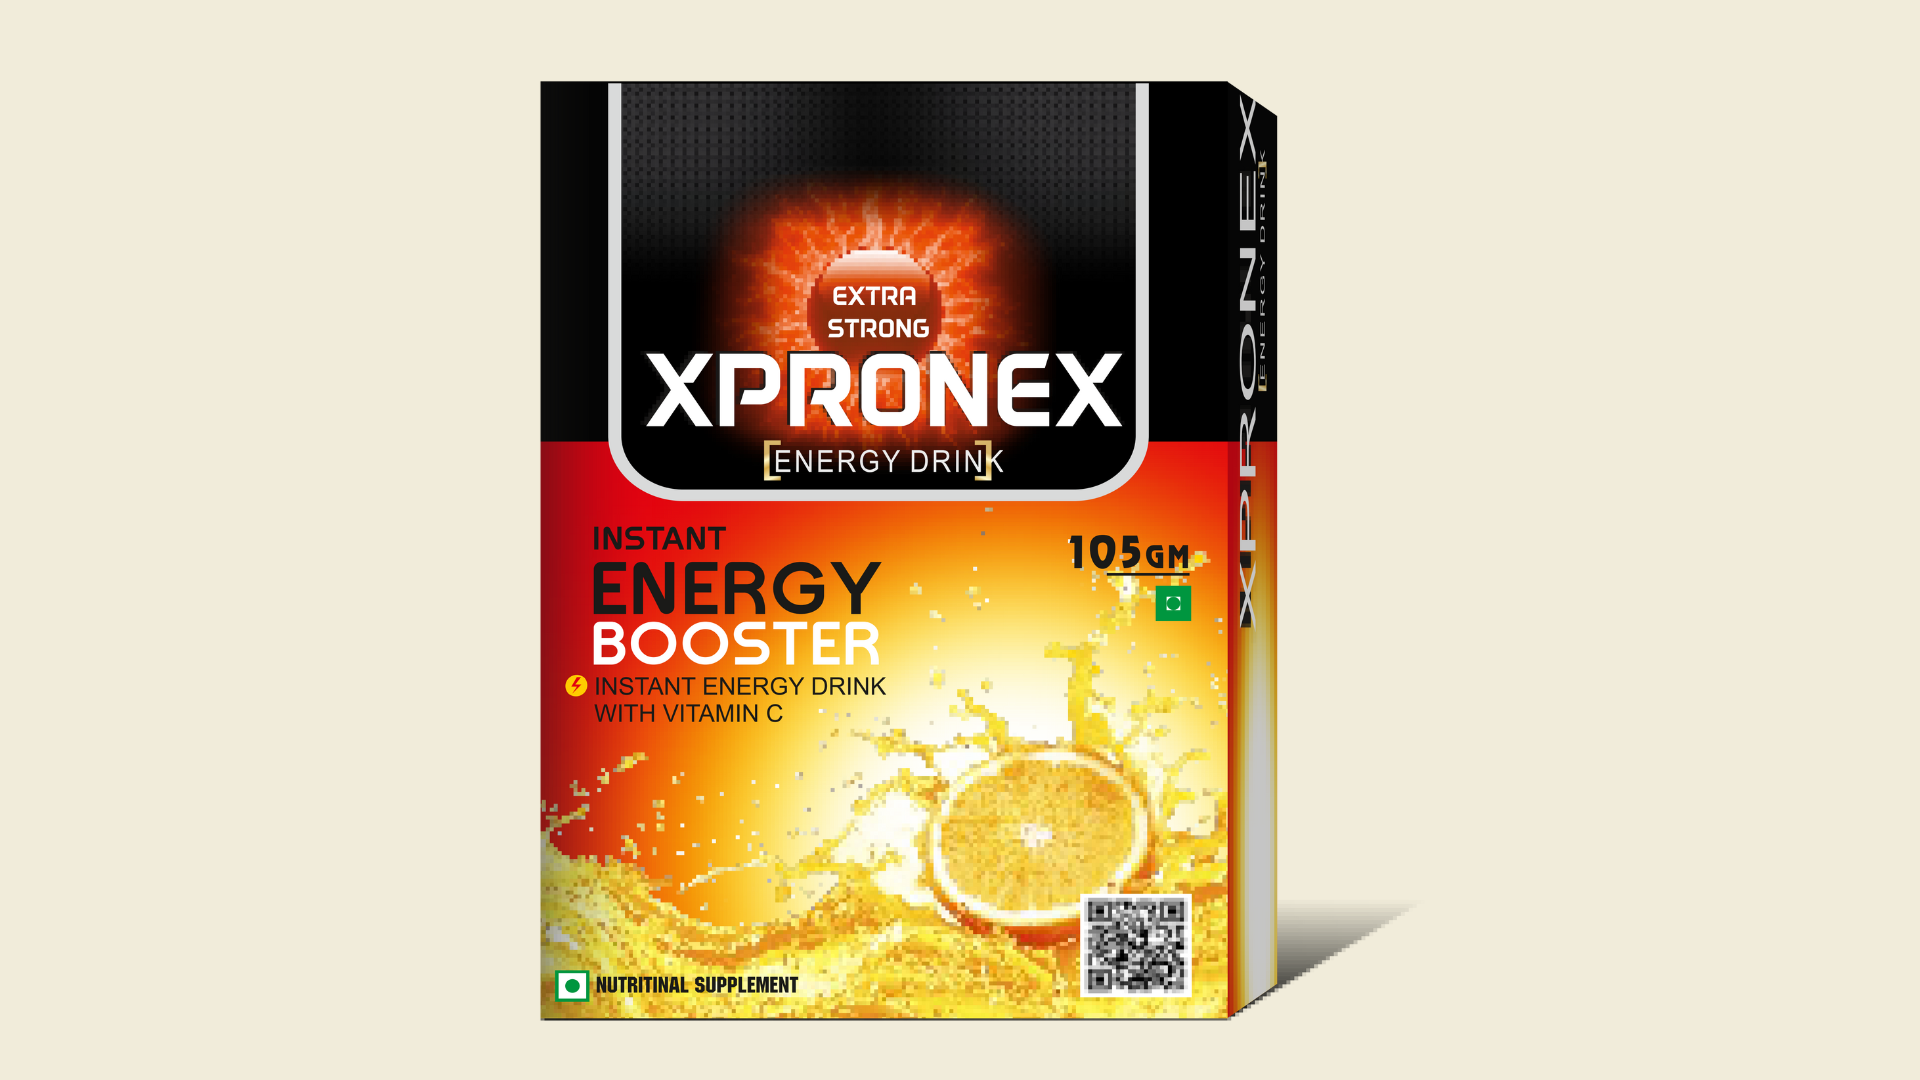 EXTRA
STRONG
XPRONEX
[ENERGY DRINK]
INSTANT
ENERGY
BOOSTER
INSTANT ENERGY DRINK
WITH VITAMIN C
105GM
NUTRITINAL SUPPLEMENT
XPRONEX
[ENERGY DRINK]